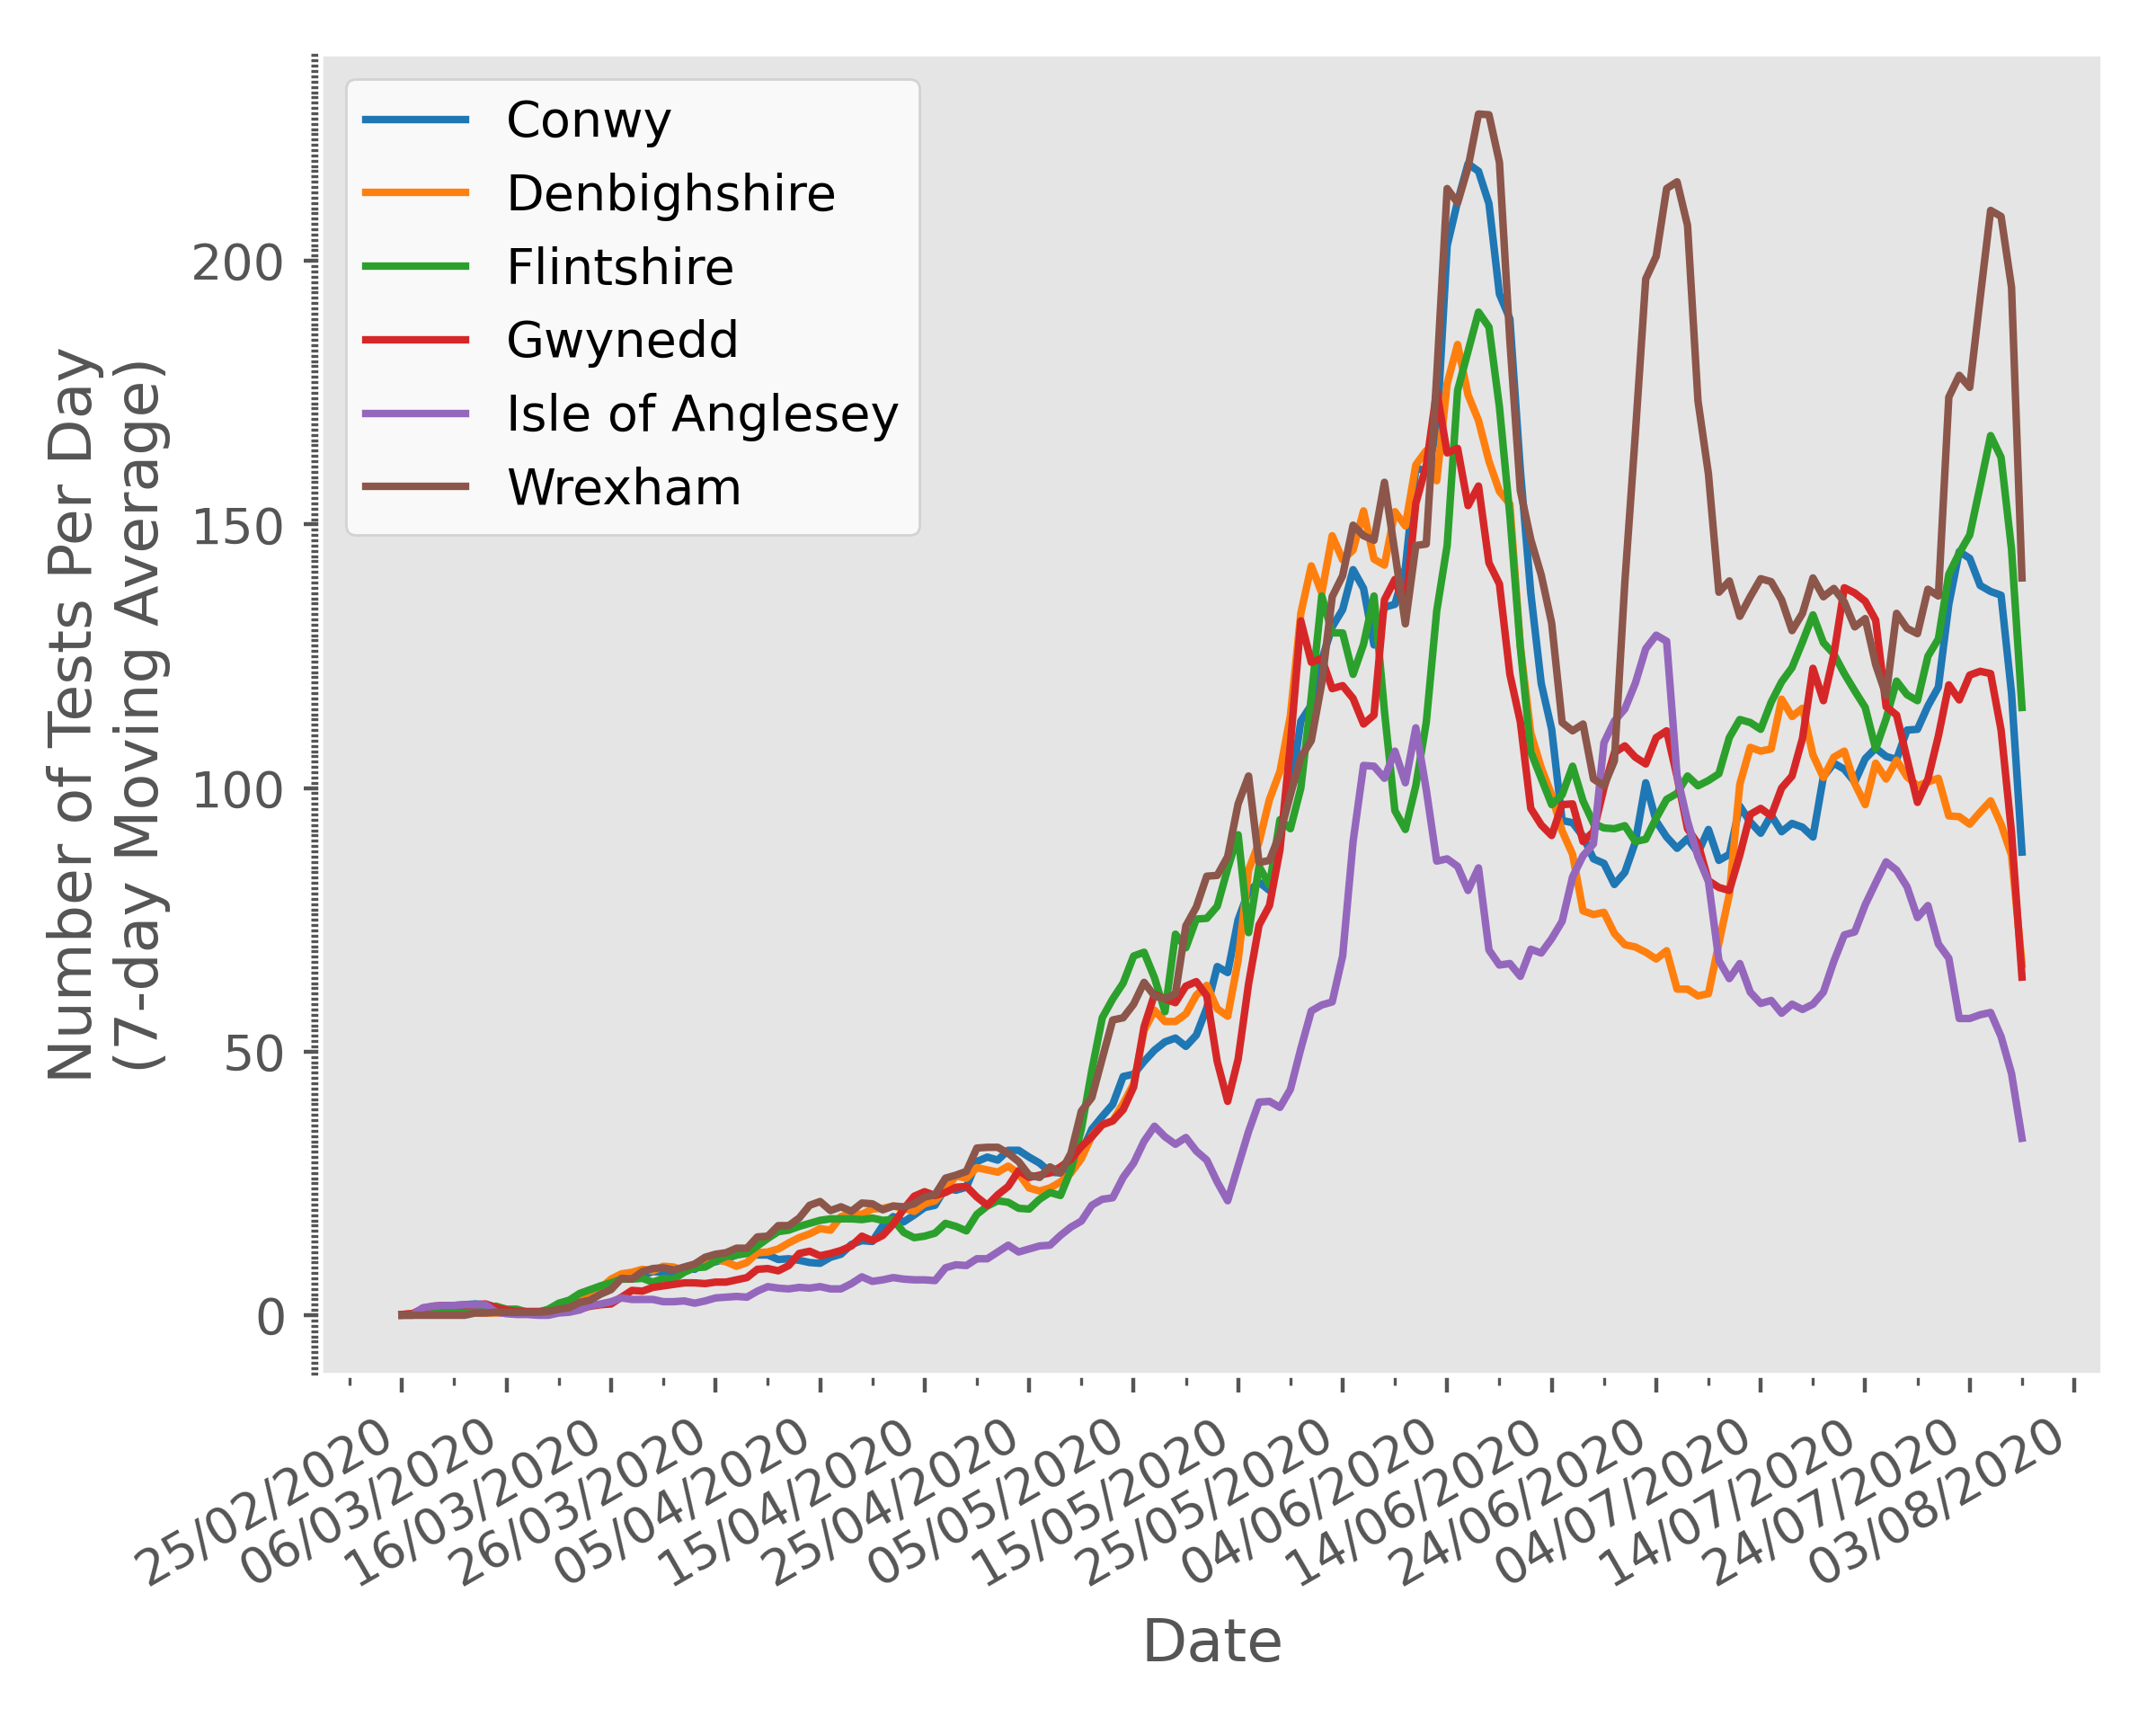 Number of Tests Per Day
(7-day Moving Average)
200
150
100
50
0
Conwy
Denbighshire
Flintshire
Gwynedd
Isle of Anglesey
Wrexham
25/02/2020
06/03/2020
16/03/2020
26/03/2020
05/04/2020
15/04/2020
25/04/2020
05/05/2020
15/05/2020
25/05/2020
04/06/2020
14/06/2020
24/06/2020
04/07/2020
14/07/2020
24/07/2020
03/08/2020
Date